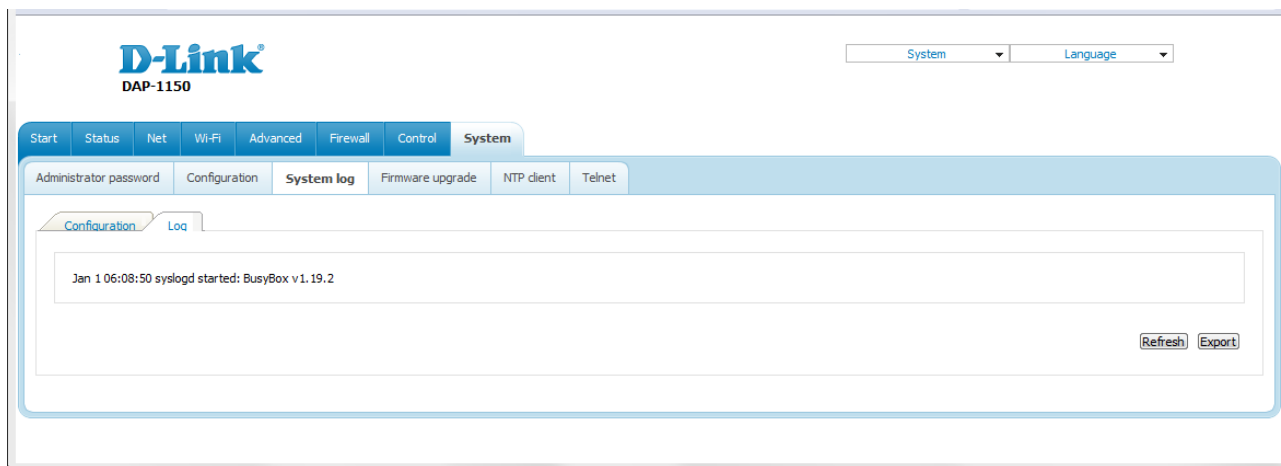 D-Link®
DAP-1150
System Language
Start Status Net Wi-Fi Advanced Firewall Control System
Administrator password Configuration System log Firmware upgrade NTP client Telnet
Configuration Log
Jan 1 06:08:50 syslogd started: BusyBox v1.19.2
Refresh Export